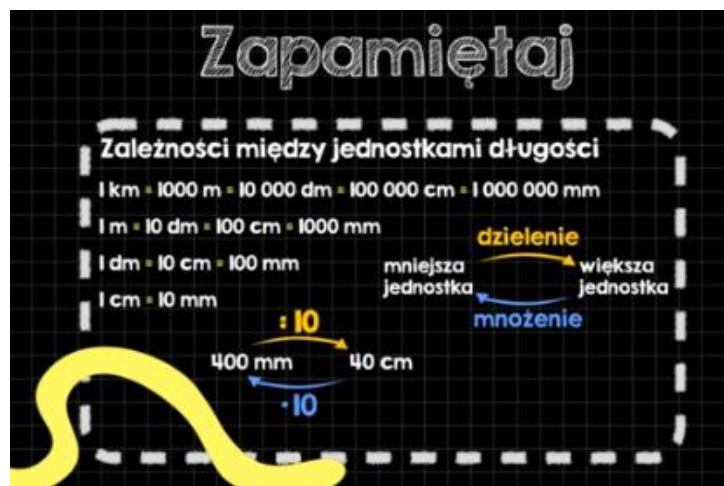 Zapamiętaj
Zależności między jednostkami długości
1 km = 1000 m = 10 000 dm = 100 000 cm = 1 000 000 mm
1 m = 10 dm = 100 cm = 1000 mm
1 dm = 10 cm = 100 mm
1 cm = 10 mm
dzielenie
mniejsza jednostka
większa jednostka
mnożenie
: 10
400 mm 40 cm
· 10